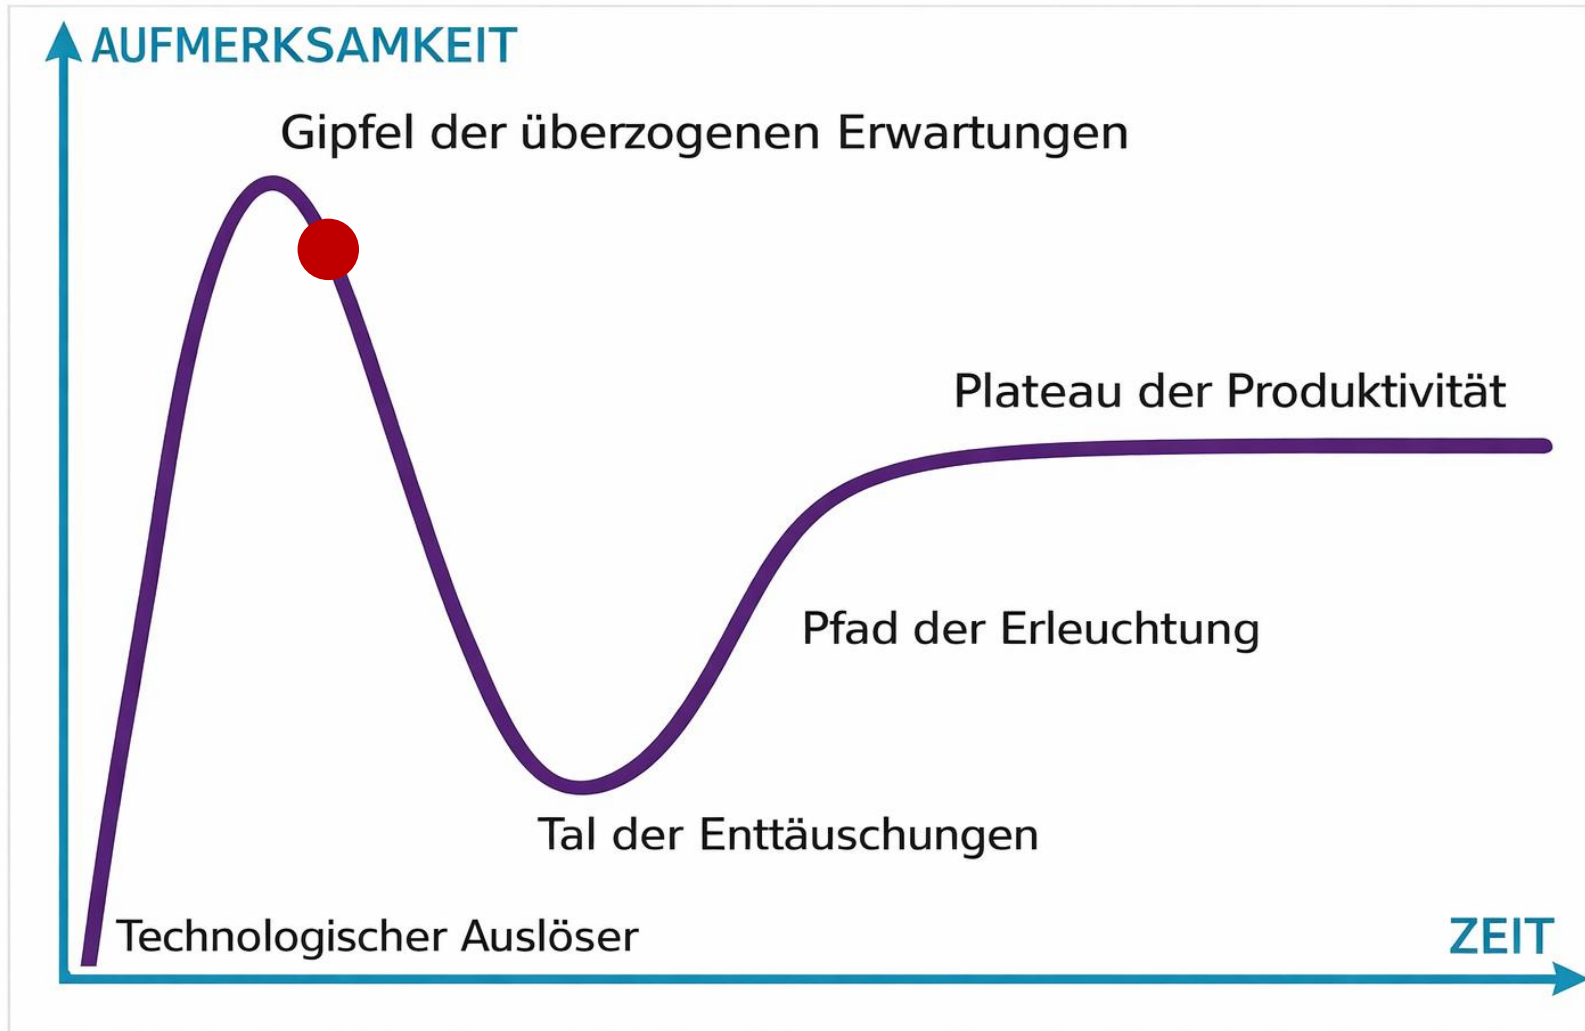 AUFMERKSAMKEIT
Gipfel der überzogenen Erwartungen
Plateau der Produktivität
Pfad der Erleuchtung
Tal der Enttäuschungen
Technologischer Auslöser
ZEIT